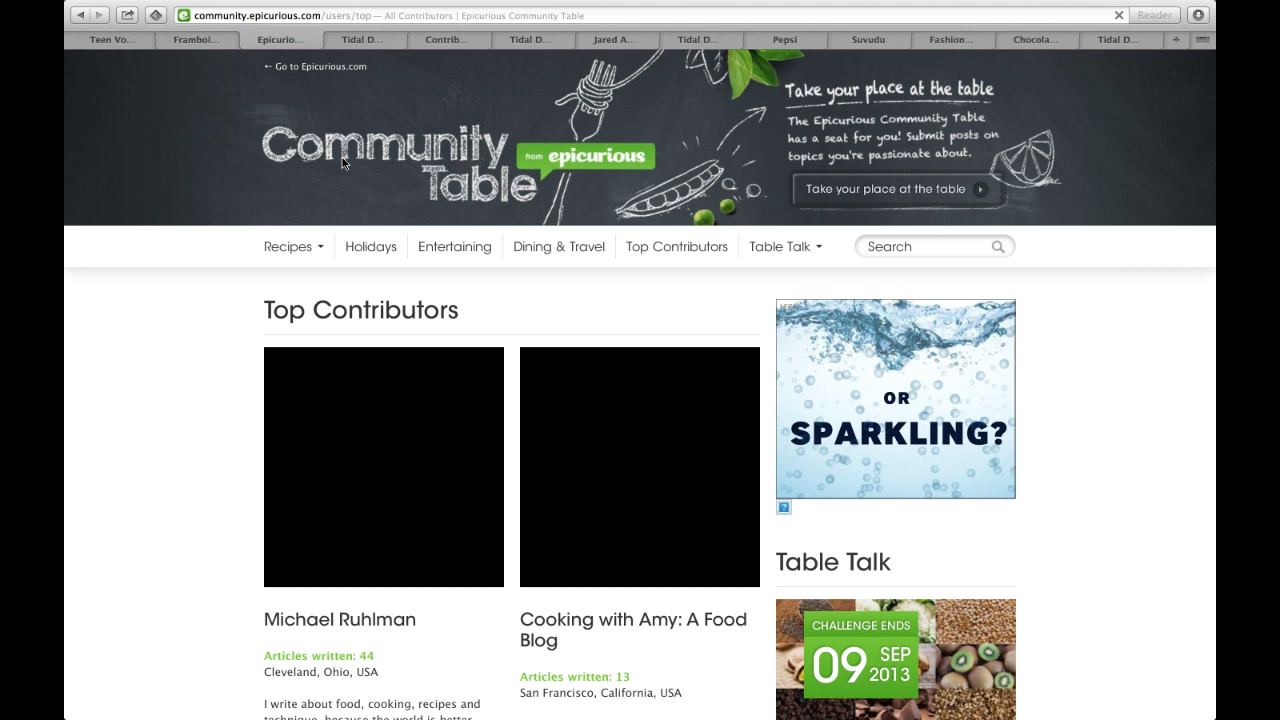 community.epicurious.com/users/top — All Contributors | Epicurious Community Table
Reader
Teen Vo...
Framboi...
Epicurio...
Tidal D...
Contrib...
Tidal D...
Jared A...
Tidal D...
Pepsi
Suvudu
Fashion...
Chocola...
Tidal D...
← Go to Epicurious.com
Community
Table
from epicurious
Take your place at the table
The Epicurious Community Table
has a seat for you! Submit posts on
topics you're passionate about.
Take your place at the table
Recipes
Holidays
Entertaining
Dining & Travel
Top Contributors
Table Talk
Search
Top Contributors
Michael Ruhlman
Articles written: 44
Cleveland, Ohio, USA
I write about food, cooking, recipes and
technique, because the world is better
Cooking with Amy: A Food
Blog
Articles written: 13
San Francisco, California, USA
OR
SPARKLING?
Table Talk
CHALLENGE ENDS
09 SEP
2013